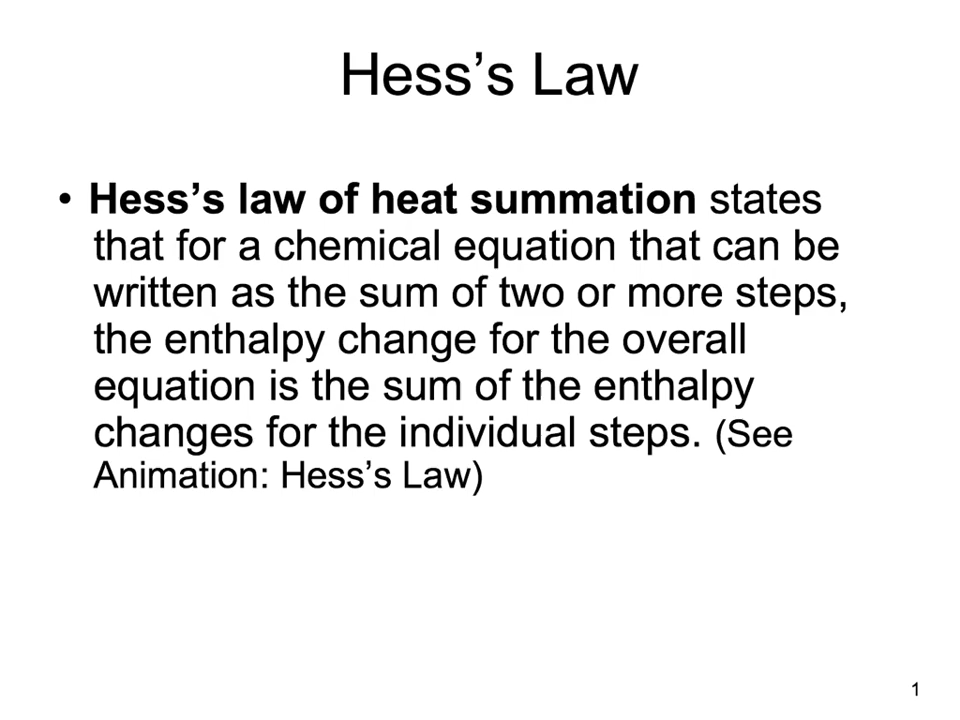 Hess’s Law
• Hess’s law of heat summation states
that for a chemical equation that can be
written as the sum of two or more steps,
the enthalpy change for the overall
equation is the sum of the enthalpy
changes for the individual steps. (See
Animation: Hess’s Law)
1